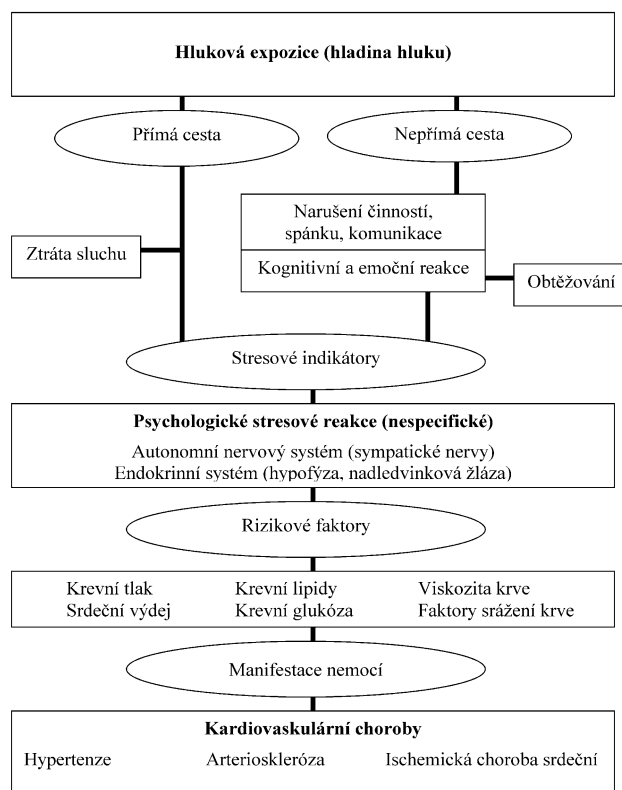 Hluková expozice (hladina hluku)
Přímá cesta
Nepřímá cesta
Narušení činností,
spánku, komunikace
Ztráta sluchu
Kognitivní a emoční reakce
Obtěžování
Stresové indikátory
Psychologické stresové reakce (nespecifické)
Autonomní nervový systém (sympatické nervy)
Endokrinní systém (hypofýza, nadledvinková žláza)
Rizikové faktory
Krevní tlak Krevní lipidy Viskozita krve
Srdeční výdej Krevní glukóza Faktory srážení krve
Manifestace nemocí
Kardiovaskulární choroby
Hypertenze Arterioskleróza Ischemická choroba srdeční